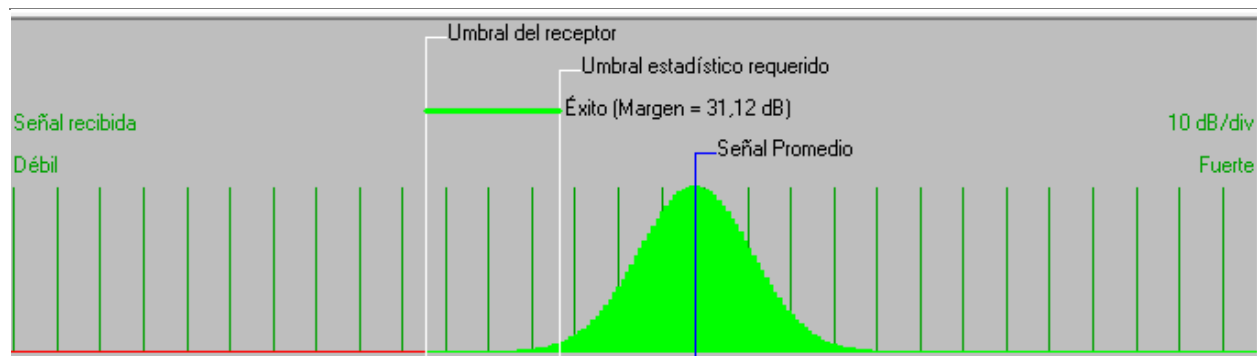 Umbral del receptor
Umbral estadístico requerido
Éxito (Margen = 31,12 dB)
Señal recibida
10 dB/div
Señal Promedio
Débil
Fuerte